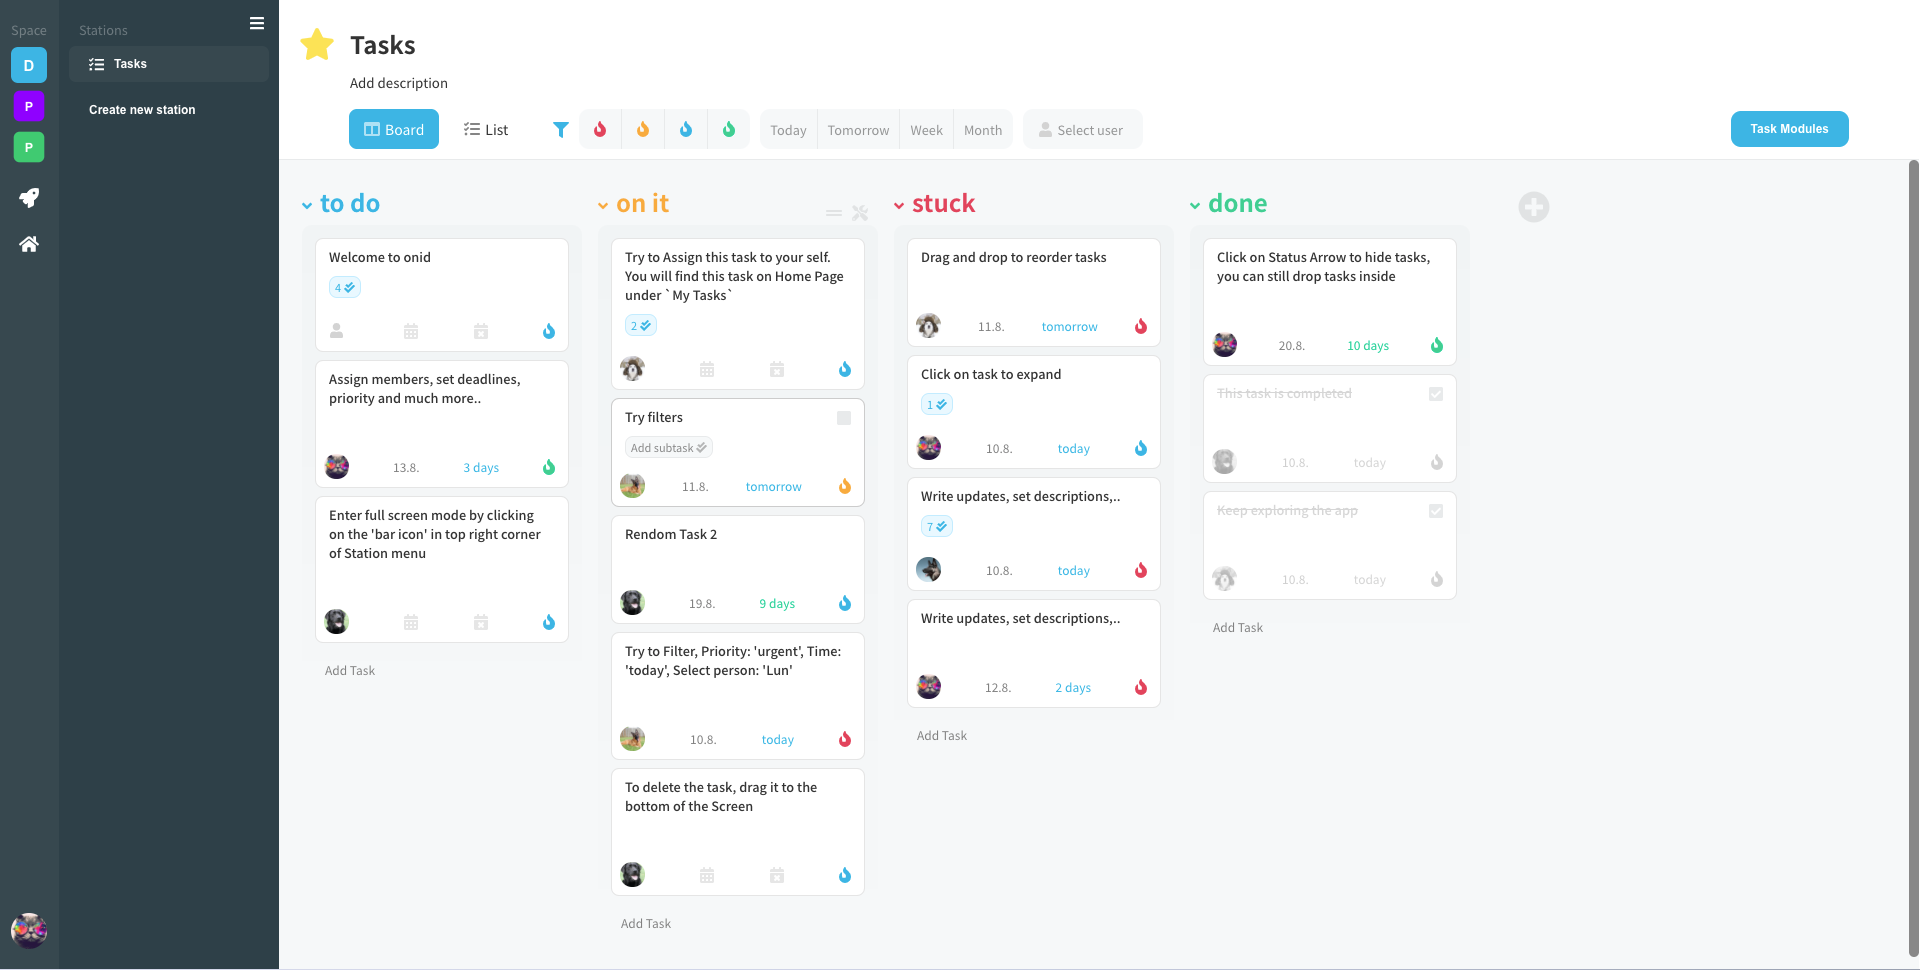 Space
D
P
P
Stations
Tasks
Create new station
Tasks
Add description
Board
List
Today
Tomorrow
Week
Month
Select user
Task Modules
to do
Welcome to onid
4
Assign members, set deadlines,
priority and much more..
13.8.
3 days
Enter full screen mode by clicking
on the 'bar icon' in top right corner
of Station menu
Add Task
on it
Try to Assign this task to your self.
You will find this task on Home Page
under `My Tasks`
2
Try filters
Add subtask
11.8.
tomorrow
Rendom Task 2
19.8.
9 days
Try to Filter, Priority: 'urgent', Time:
'today', Select person: 'Lun'
10.8.
today
To delete the task, drag it to the
bottom of the Screen
Add Task
stuck
Drag and drop to reorder tasks
11.8.
tomorrow
Click on task to expand
1
10.8.
today
Write updates, set descriptions,..
7
10.8.
today
Write updates, set descriptions,..
12.8.
2 days
Add Task
done
Click on Status Arrow to hide tasks,
you can still drop tasks inside
20.8.
10 days
This task is completed
10.8.
today
Keep exploring the app
10.8.
today
Add Task